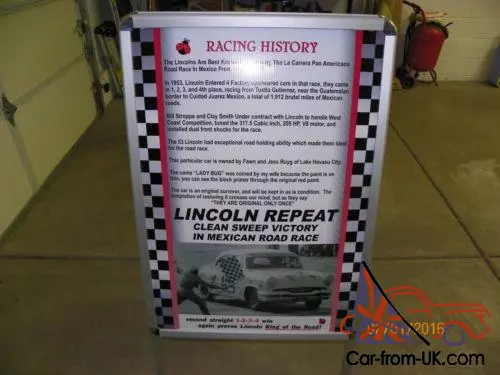 RACING HISTORY
The Lincolns Are Best Kno The La Carrera Pan Americana
Road Race In Mexico From
In 1953, Lincoln Entered 4 Factory sponsored cars in that race, they came
in 1, 2, 3, and 4th place, racing from Tuxtla Gutierrez, near the Guatemalan
border to Cuidad Juarez Mexico, a total of 1,912 brutal miles of Mexican
roads.
Bill Stroppe and Clay Smith Under contract with Lincoln to handle West
Coast Competition, tuned the 317.5 Cubic inch, 205 HP, V8 motor, and
installed dual front shocks for the race.
The 53 Lincoln had exceptional road holding ability which made them ideal
for the road race.
This particular car is owned by Fawn and Jess Ruyg of Lake Havasu City.
The name "LADY BUG" was coined by my wife because the paint is so
thin, you can see the black primer through the original red paint.
The car is an original survivor, and will be kept as is in condition. The
temptation of restoring it crosses our mind, but as they say
"THEY ARE ORIGINAL ONLY ONCE"
LINCOLN REPEAT
CLEAN SWEEP VICTORY
IN MEXICAN ROAD RACE
second straight 1-2-3-4 win
again proves Lincoln King of the Road!
02/01/2016
Car-from-UK.com